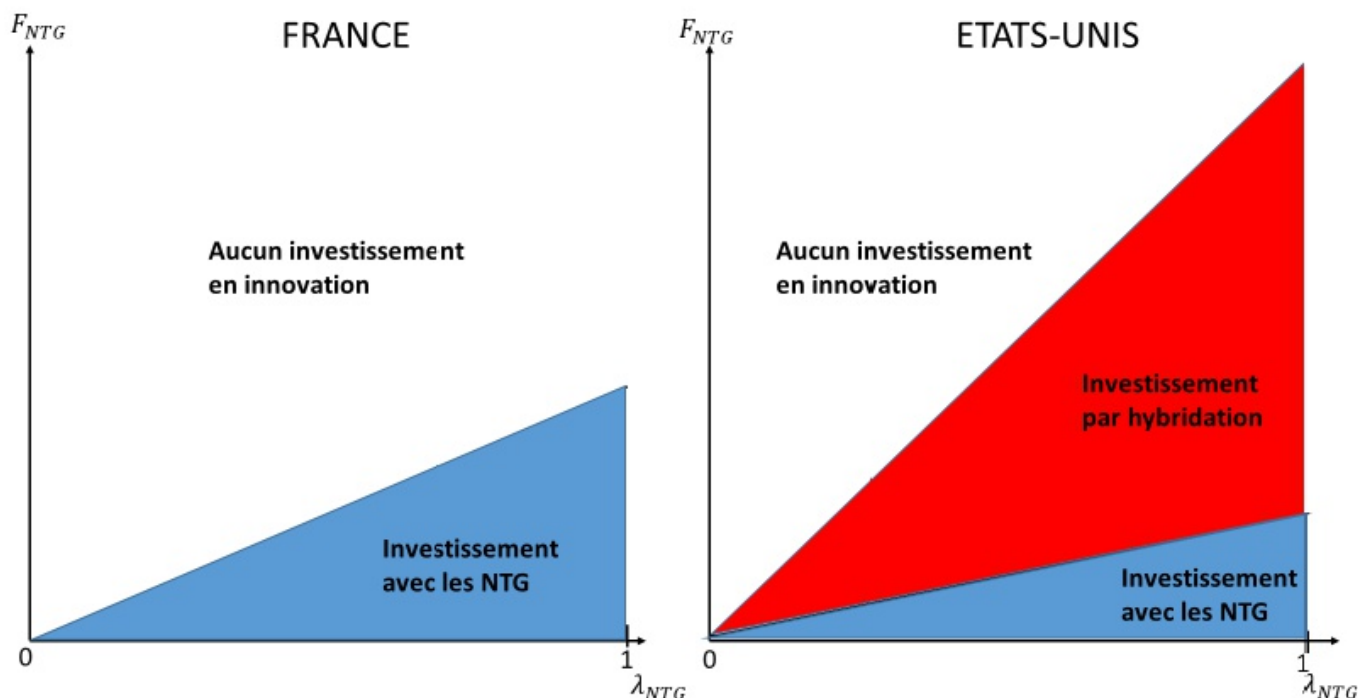 F_NTG
FRANCE
Aucun investissement
en innovation
Investissement
avec les NTG
0
1
λ_NTG
F_NTG
ETATS-UNIS
Aucun investissement
en innovation
Investissement
par hybridation
Investissement
avec les NTG
0
1
λ_NTG